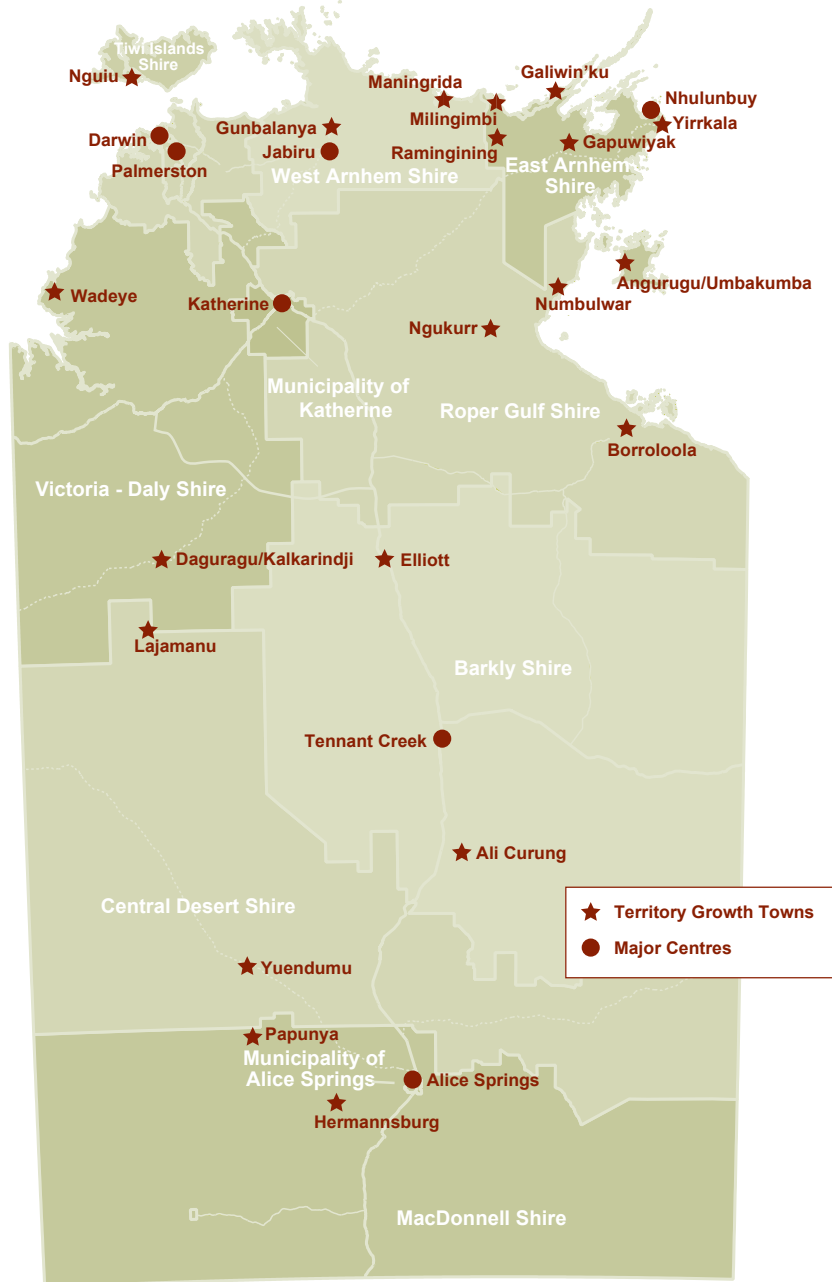 Tiwi Islands
Shire
Nguiu
Maningrida
Galiwin’ku
Milingimbi
Nhulunbuy
Yirrkala
Gunbalanya
Darwin
Jabiru
Ramingining
Gapuwiyak
Palmerston
West Arnhem Shire
East Arnhem
Shire
Wadeye
Katherine
Angurugu/Umbakumba
Numbulwar
Ngukurr
Municipality of
Katherine
Roper Gulf Shire
Borroloola
Victoria - Daly Shire
Daguragu/Kalkarindji
Elliott
Lajamanu
Barkly Shire
Tennant Creek
Ali Curung
Central Desert Shire
Territory Growth Towns
Major Centres
Yuendumu
Papunya
Municipality of
Alice Springs
Alice Springs
Hermannsburg
MacDonnell Shire